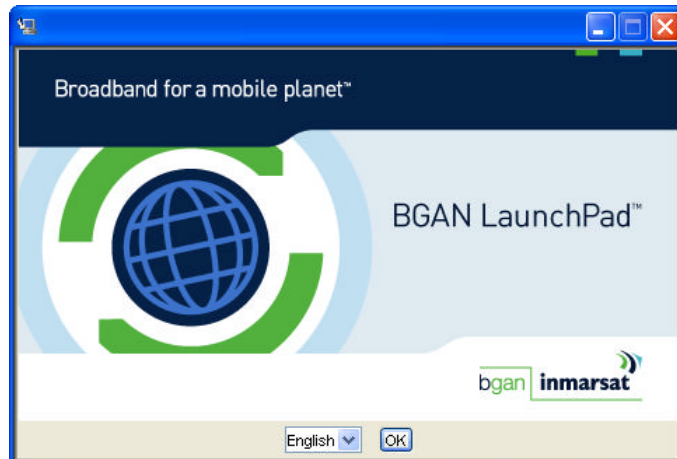 Broadband for a mobile planet™
BGAN LaunchPad™
bgan inmarsat
English OK